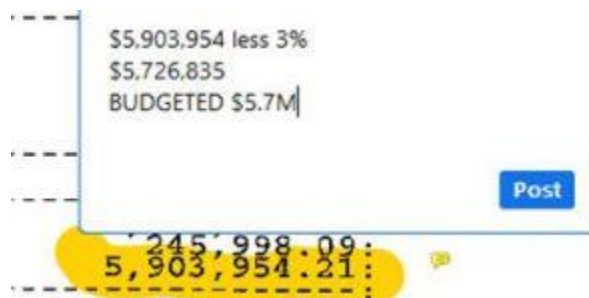 $5,903,954 less 3%
$5,726,835
BUDGETED $5.7M
Post
245,998.09:
5,903,954.21: